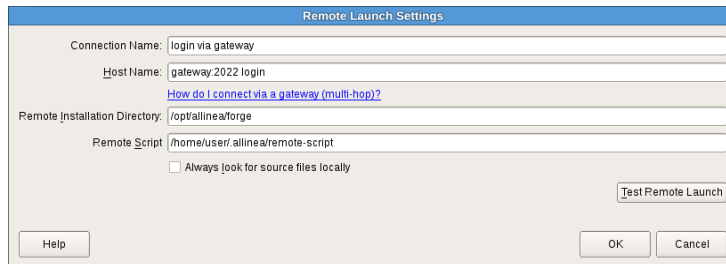 Remote Launch Settings
Connection Name: login via gateway
Host Name: gateway:2022 login
How do I connect via a gateway (multi-hop)?
Remote Installation Directory: /opt/allinea/forge
Remote Script /home/user/.allinea/remote-script
Always look for source files locally
Test Remote Launch
Help OK Cancel